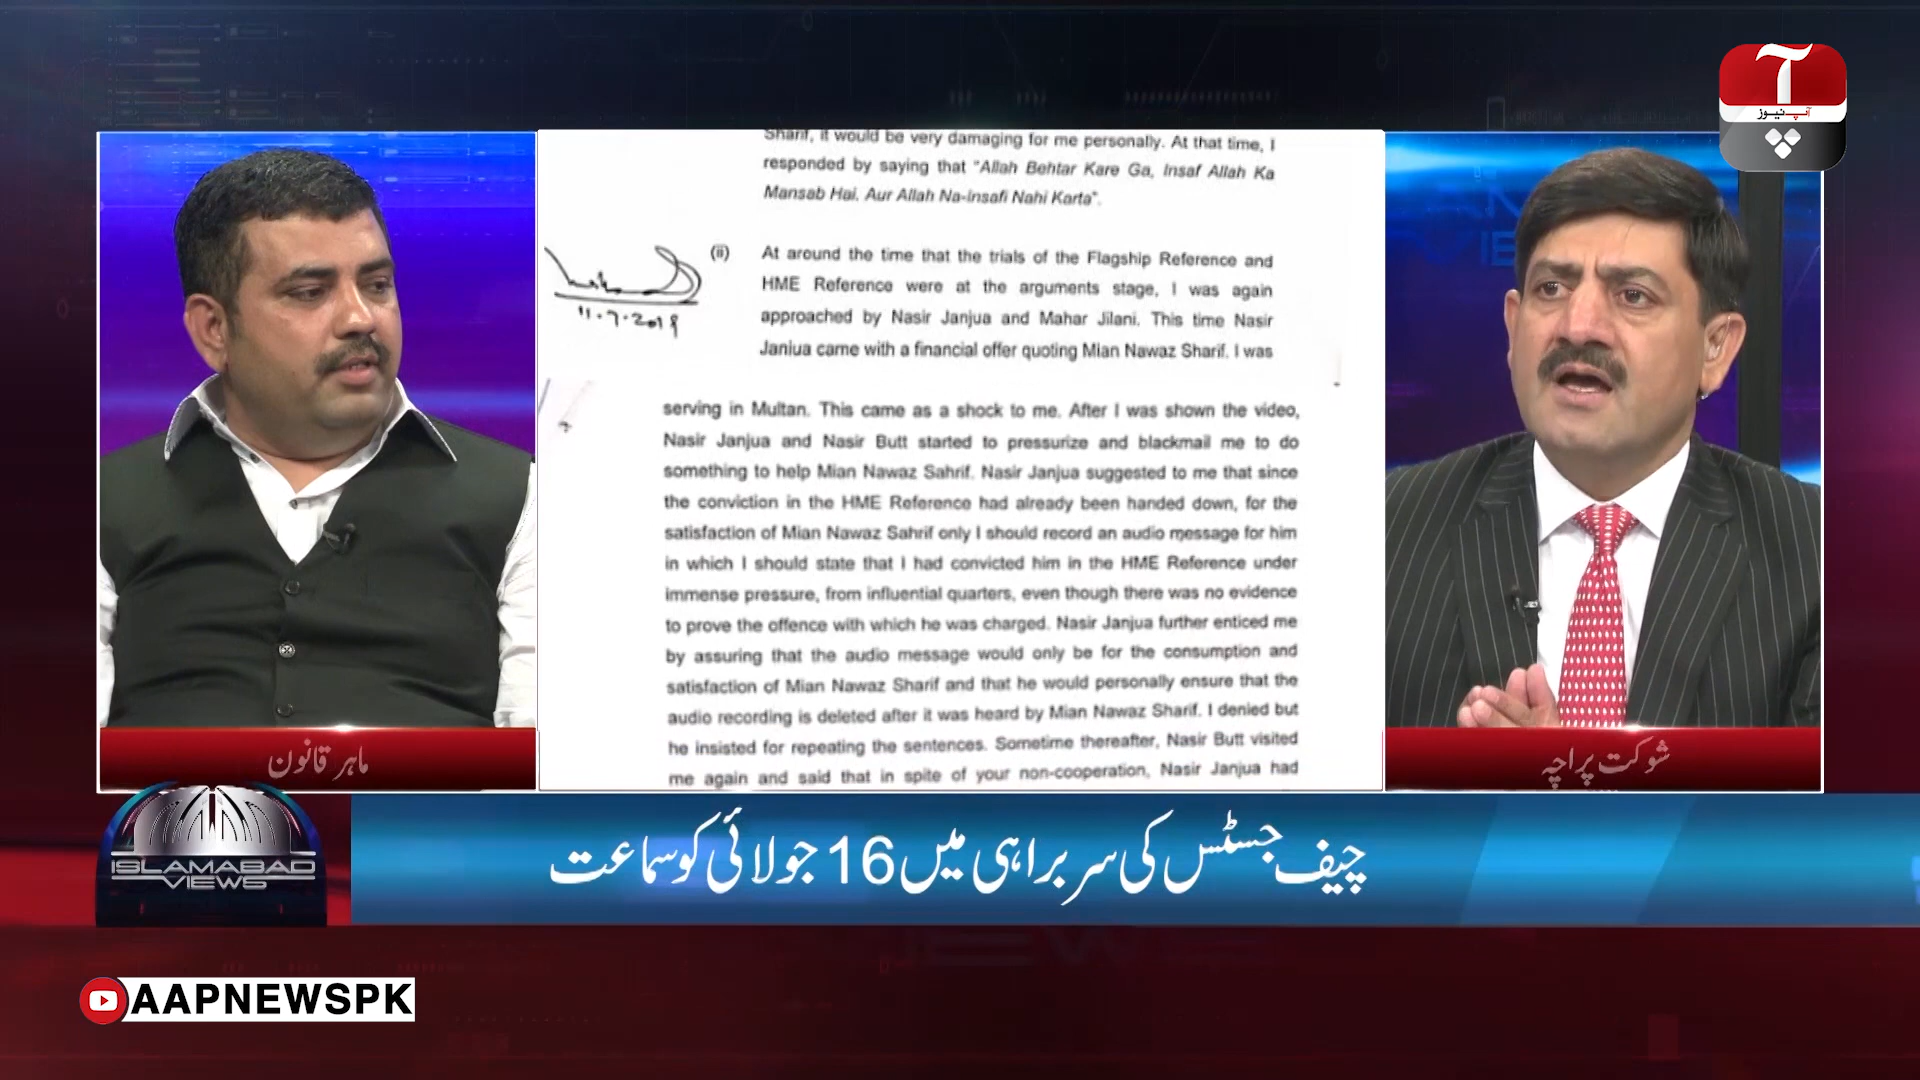 آپ نیوز
Sharif, it would be very damaging for me personally. At that time, I
responded by saying that "Allah Behtar Kare Ga, Insaf Allah Ka
Mansab Hai. Aur Allah Na-insafi Nahi Karta".
(ii) At around the time that the trials of the Flagship Reference and
HME Reference were at the arguments stage, I was again
approached by Nasir Janjua and Mahar Jilani. This time Nasir
Janjua came with a financial offer quoting Mian Nawaz Sharif. I was
11.7.2019
serving in Multan. This came as a shock to me. After I was shown the video,
Nasir Janjua and Nasir Butt started to pressurize and blackmail me to do
something to help Mian Nawaz Sahrif. Nasir Janjua suggested to me that since
the conviction in the HME Reference had already been handed down, for the
satisfaction of Mian Nawaz Sahrif only I should record an audio message for him
in which I should state that I had convicted him in the HME Reference under
immense pressure, from influential quarters, even though there was no evidence
to prove the offence with which he was charged. Nasir Janjua further enticed me
by assuring that the audio message would only be for the consumption and
satisfaction of Mian Nawaz Sharif and that he would personally ensure that the
audio recording is deleted after it was heard by Mian Nawaz Sharif. I denied but
he insisted for repeating the sentences. Sometime thereafter, Nasir Butt visited
me again and said that in spite of your non-cooperation, Nasir Janjua had
ماہر قانون
شوکت پراچہ
ISLAMABAD
VIEWS
چیف جسٹس کی سربراہی میں 16 جولائی کو سماعت
AAPNEWSPK